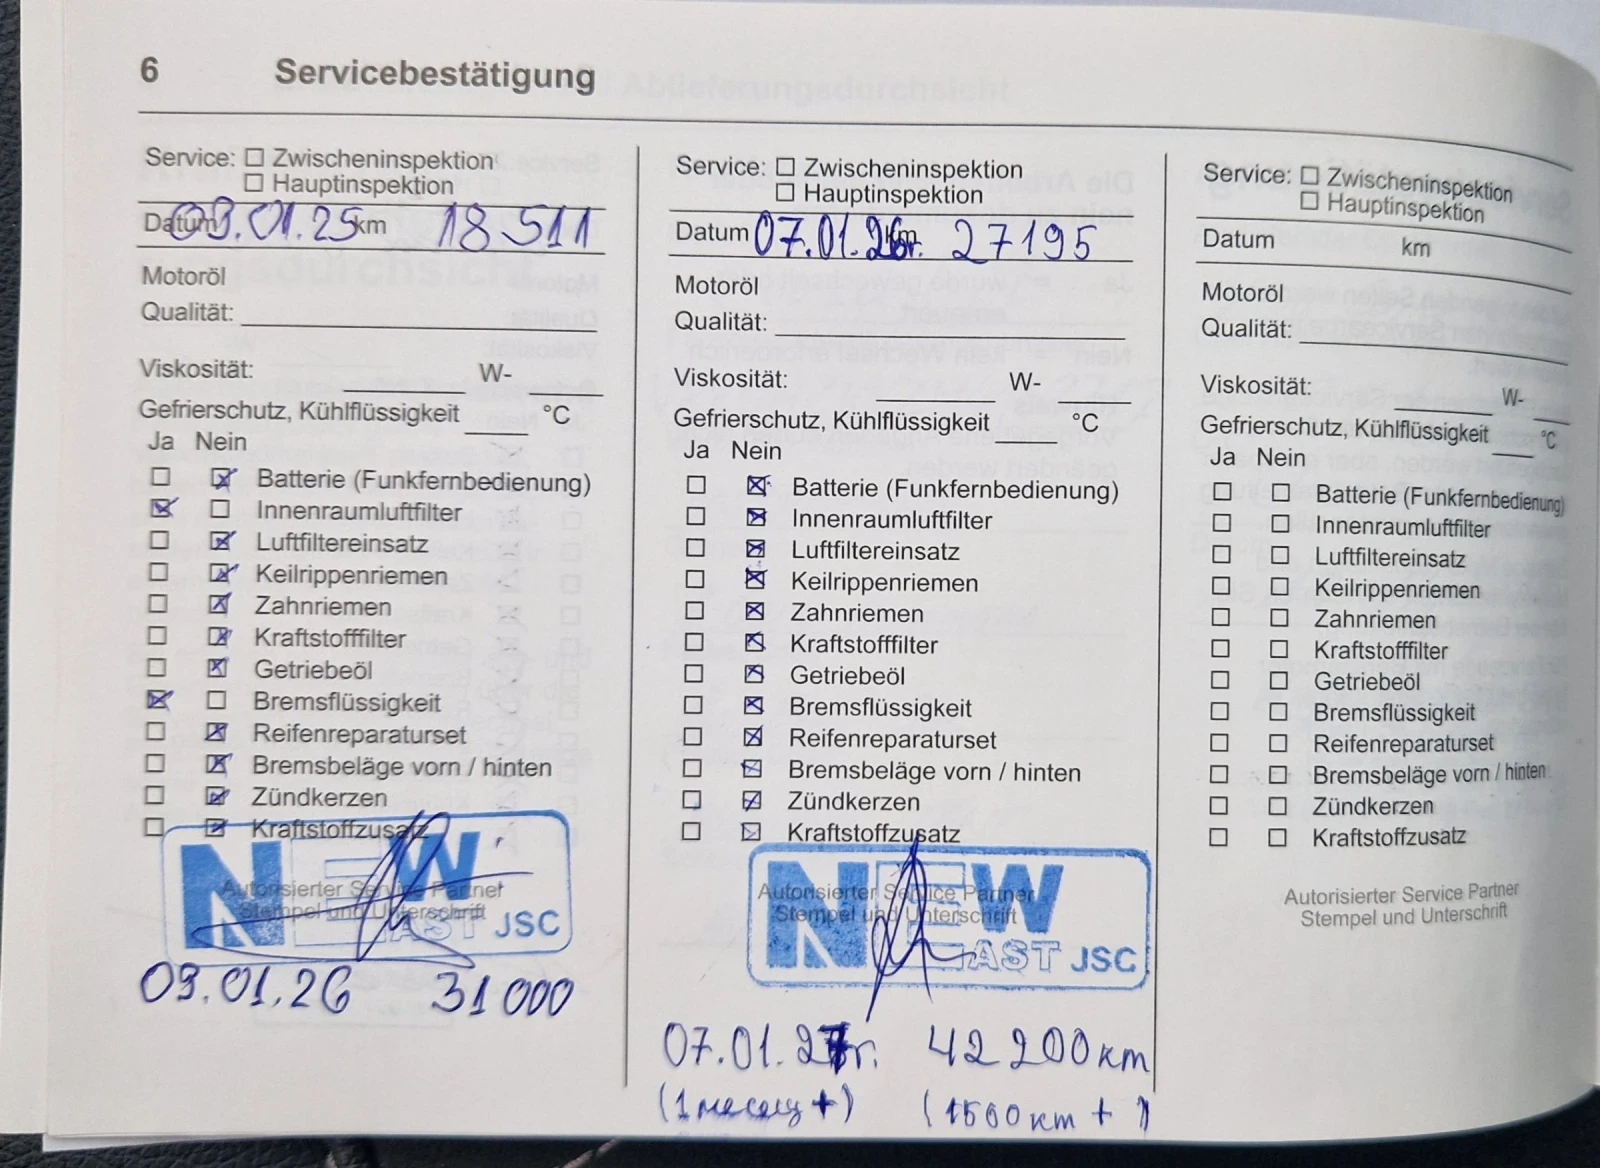 6 Servicebestätigung
Service: ☐ Zwischeninspektion
☐ Hauptinspektion
Datum 09.01.25 km 18 511
Motoröl
Qualität:
Viskosität: W-
Gefrierschutz, Kühlflüssigkeit °C
Ja Nein
☐ ☒ Batterie (Funkfernbedienung)
☒ ☐ Innenraumluftfilter
☐ ☒ Luftfiltereinsatz
☐ ☒ Keilrippenriemen
☐ ☒ Zahnriemen
☐ ☒ Kraftstofffilter
☐ ☒ Getriebeöl
☒ ☐ Bremsflüssigkeit
☐ ☒ Reifenreparaturset
☐ ☒ Bremsbeläge vorn / hinten
☐ ☒ Zündkerzen
☐ ☒ Kraftstoffzusatz
Autorisierter Service Partner
Stempel und Unterschrift
NEW
EAST JSC
09.01.26 31 000
Service: ☐ Zwischeninspektion
☐ Hauptinspektion
Datum 07.01.26г. km 27195
Motoröl
Qualität:
Viskosität: W-
Gefrierschutz, Kühlflüssigkeit °C
Ja Nein
☐ ☒ Batterie (Funkfernbedienung)
☐ ☒ Innenraumluftfilter
☐ ☒ Luftfiltereinsatz
☐ ☒ Keilrippenriemen
☐ ☒ Zahnriemen
☐ ☒ Kraftstofffilter
☐ ☒ Getriebeöl
☐ ☒ Bremsflüssigkeit
☐ ☒ Reifenreparaturset
☐ ☒ Bremsbeläge vorn / hinten
☐ ☒ Zündkerzen
☐ ☒ Kraftstoffzusatz
Autorisierter Service Partner
Stempel und Unterschrift
NEW
EAST JSC
07.01.27г. 42 200 km
(1 месец +) (1500 km +)
Service: ☐ Zwischeninspektion
☐ Hauptinspektion
Datum km
Motoröl
Qualität:
Viskosität: W-
Gefrierschutz, Kühlflüssigkeit °C
Ja Nein
☐ ☐ Batterie (Funkfernbedienung)
☐ ☐ Innenraumluftfilter
☐ ☐ Luftfiltereinsatz
☐ ☐ Keilrippenriemen
☐ ☐ Zahnriemen
☐ ☐ Kraftstofffilter
☐ ☐ Getriebeöl
☐ ☐ Bremsflüssigkeit
☐ ☐ Reifenreparaturset
☐ ☐ Bremsbeläge vorn / hinten
☐ ☐ Zündkerzen
☐ ☐ Kraftstoffzusatz
Autorisierter Service Partner
Stempel und Unterschrift